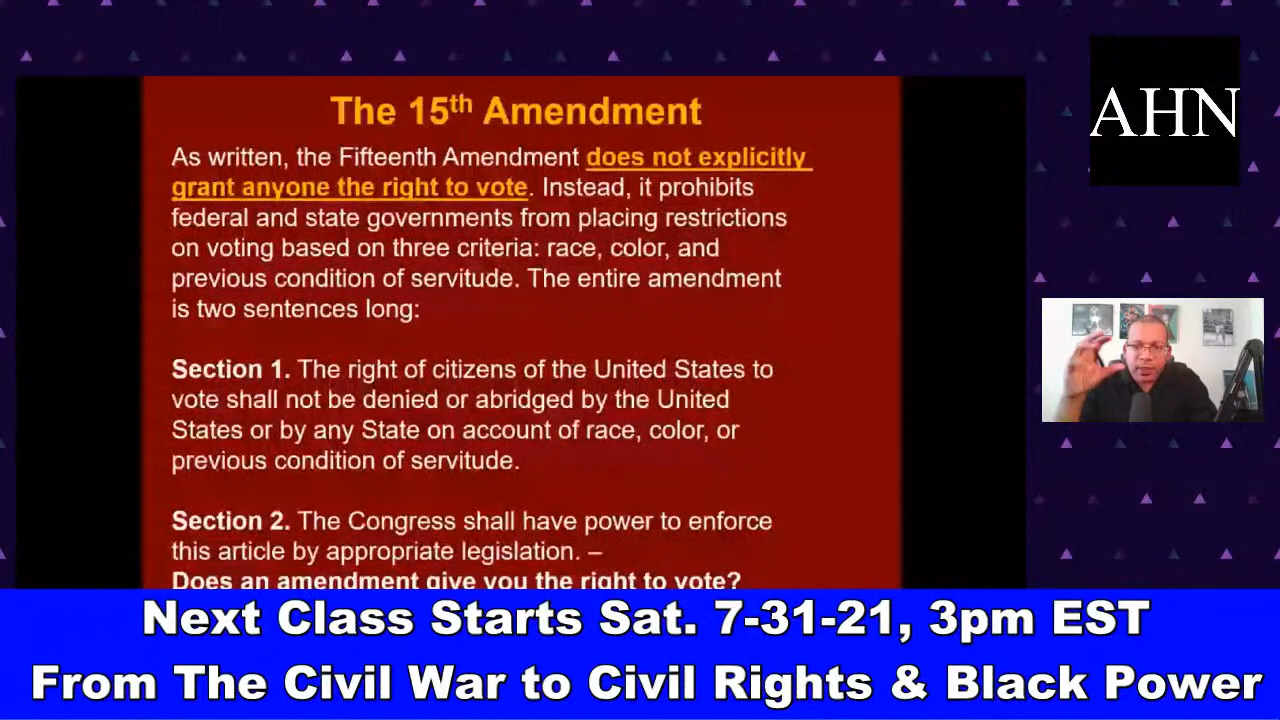 The 15th Amendment
As written, the Fifteenth Amendment does not explicitly
grant anyone the right to vote. Instead, it prohibits
federal and state governments from placing restrictions
on voting based on three criteria: race, color, and
previous condition of servitude. The entire amendment
is two sentences long:
Section 1. The right of citizens of the United States to
vote shall not be denied or abridged by the United
States or by any State on account of race, color, or
previous condition of servitude.
Section 2. The Congress shall have power to enforce
this article by appropriate legislation. –
Does an amendment give you the right to vote?
AHN
Next Class Starts Sat. 7-31-21, 3pm EST
From The Civil War to Civil Rights & Black Power